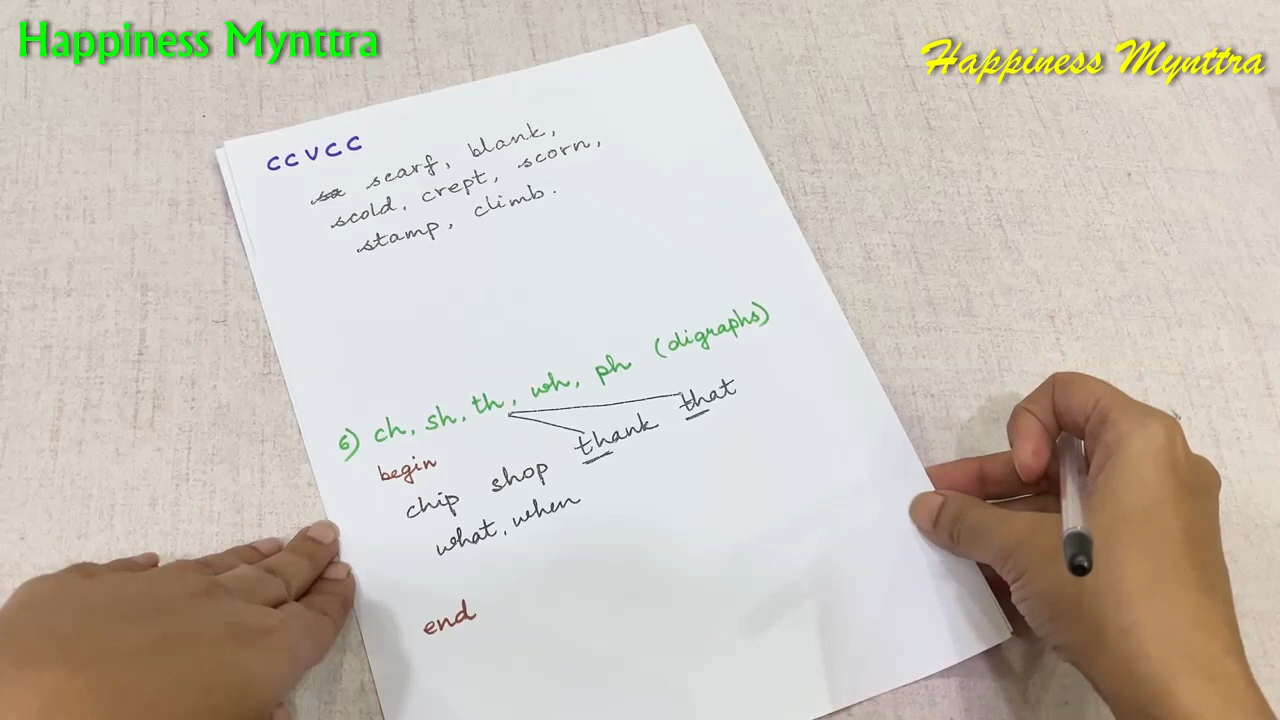 Happiness Mynttra
Happiness Mynttra
CCVCC
scarf, blank,
scold, crept, scorn,
stamp, climb.
6) ch, sh, th, wh, ph (digraphs)
begin
chip shop thank that
what, when
end